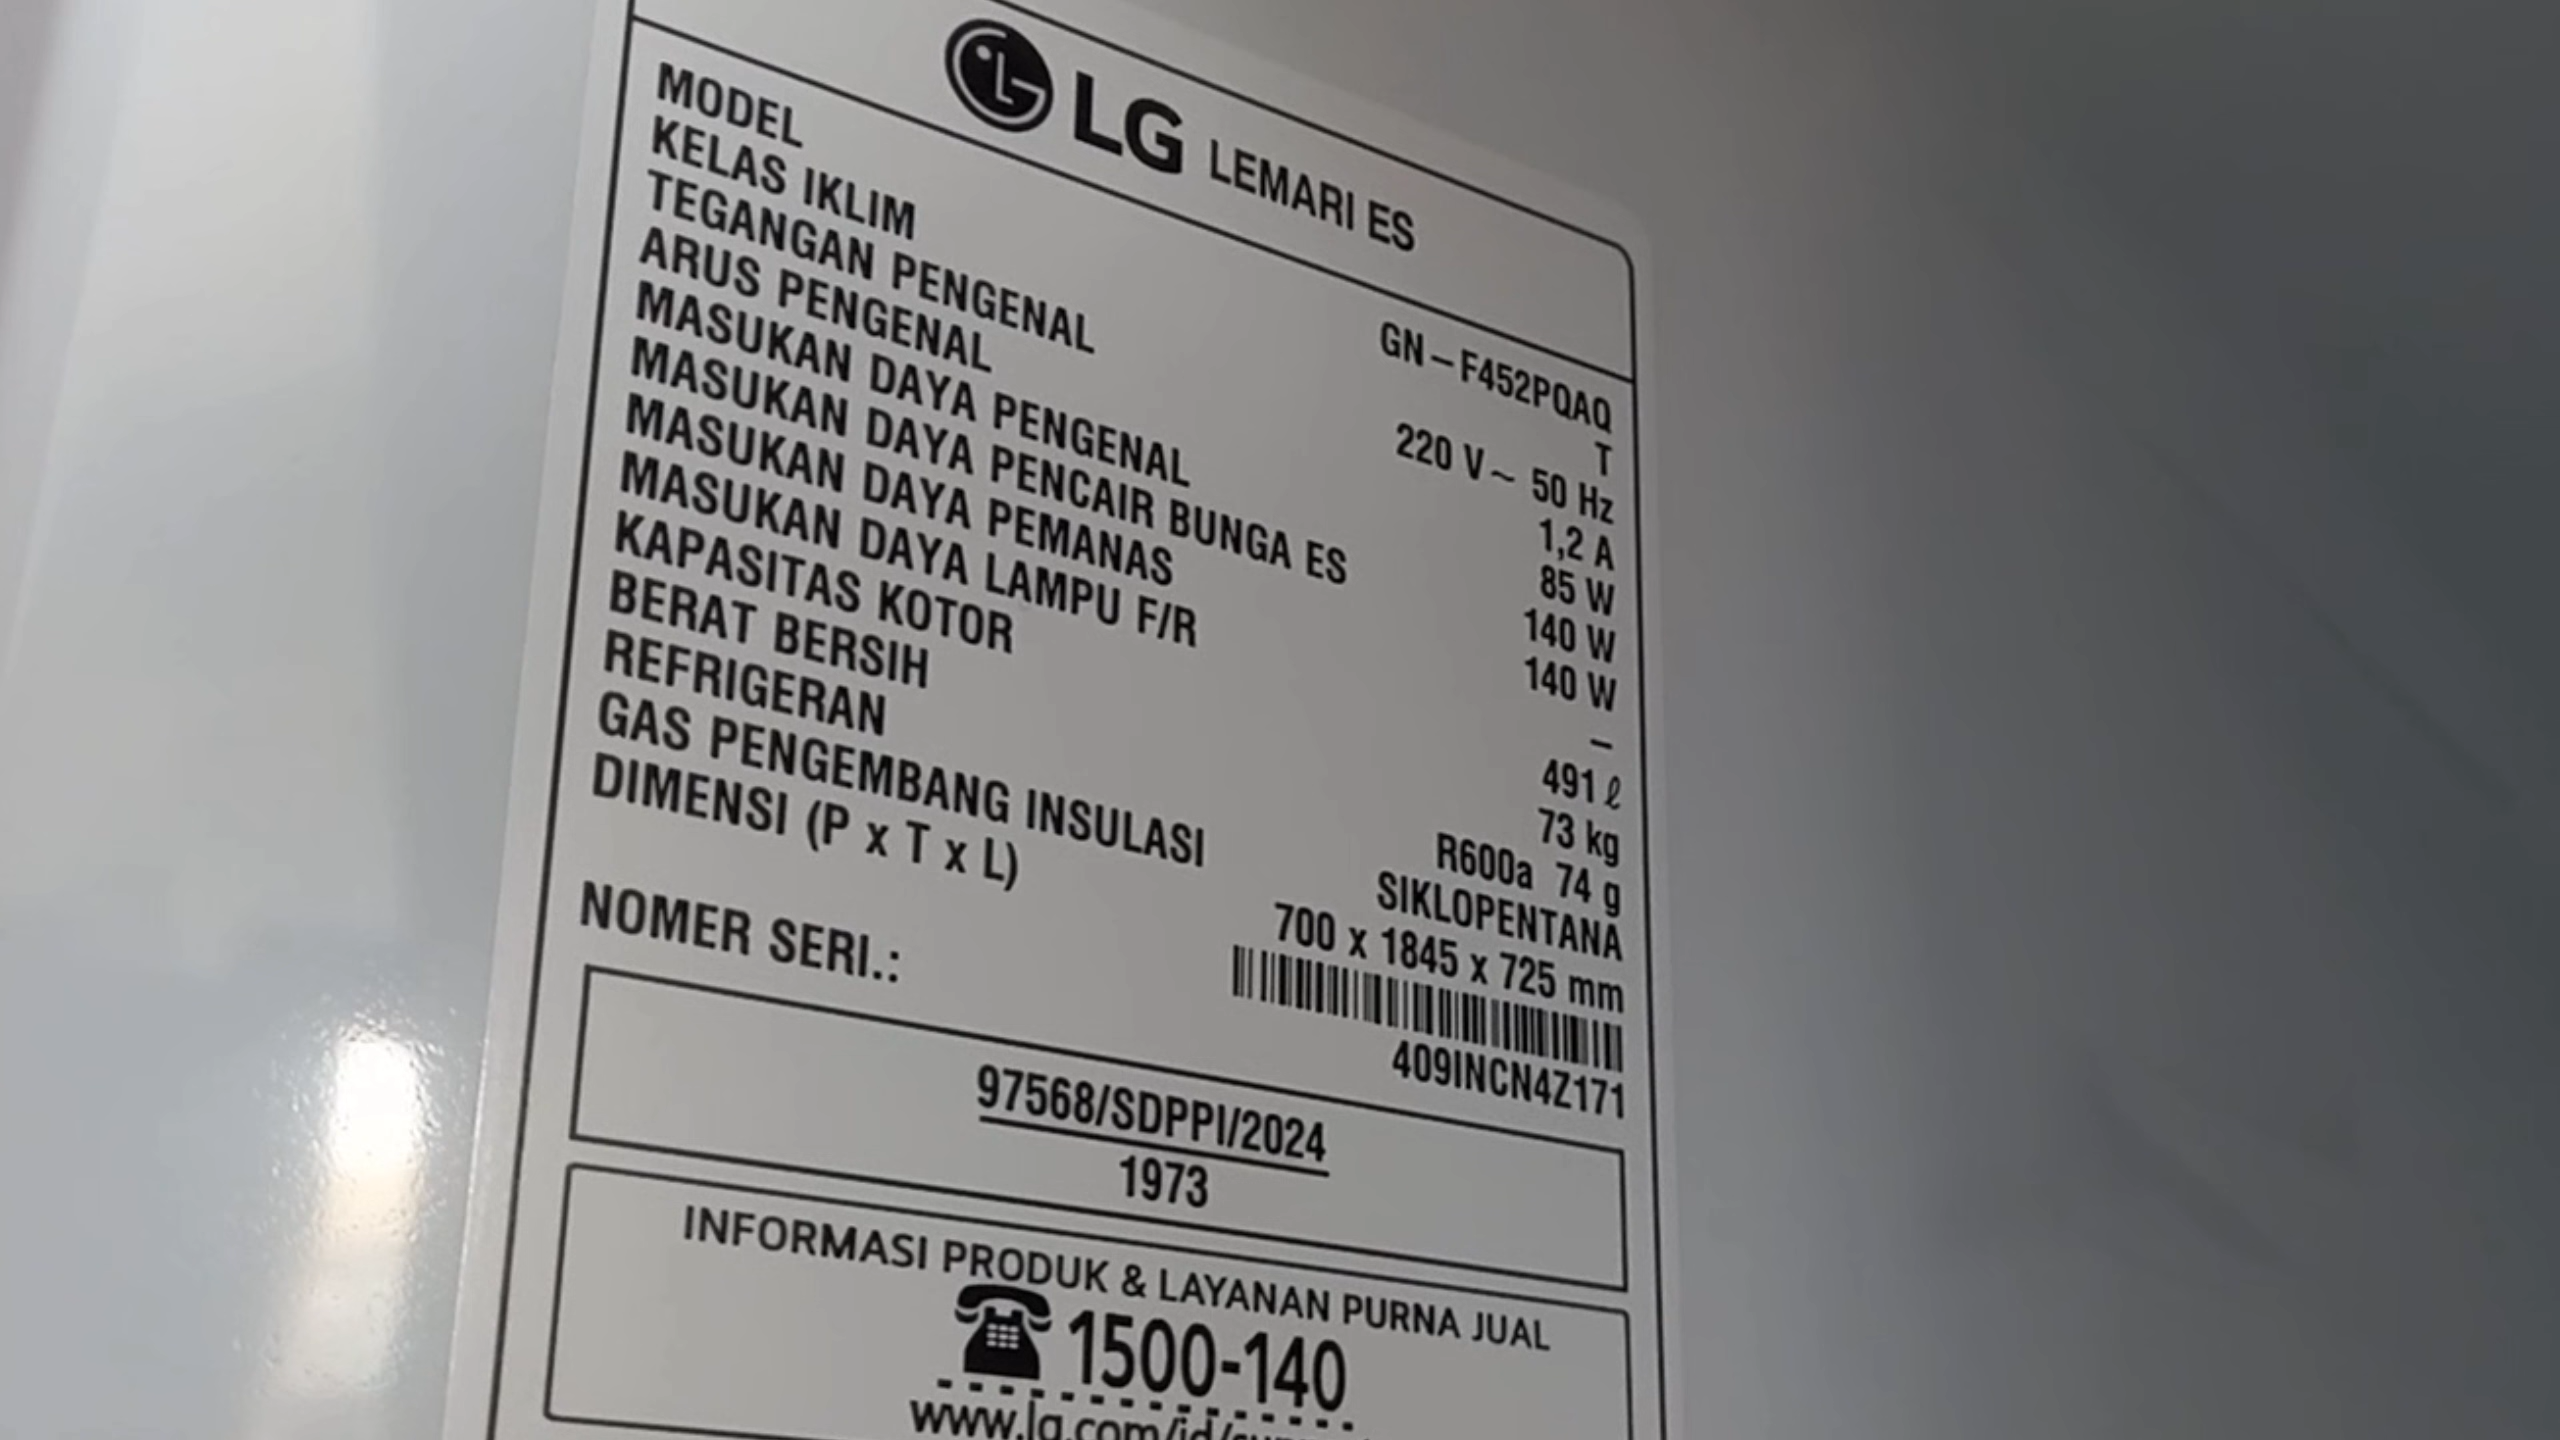 LG LEMARI ES
MODEL GN-F452PQAQ
KELAS IKLIM T
TEGANGAN PENGENAL 220 V~ 50 Hz
ARUS PENGENAL 1,2 A
MASUKAN DAYA PENGENAL 85 W
MASUKAN DAYA PENCAIR BUNGA ES 140 W
MASUKAN DAYA PEMANAS 140 W
MASUKAN DAYA LAMPU F/R –
KAPASITAS KOTOR 491 ℓ
BERAT BERSIH 73 kg
REFRIGERAN R600a 74 g
GAS PENGEMBANG INSULASI SIKLOPENTANA
DIMENSI (P x T x L) 700 x 1845 x 725 mm
NOMER SERI.: 409INCN4Z171
97568/SDPPI/2024
1973
INFORMASI PRODUK & LAYANAN PURNA JUAL
1500-140
www.lg.com/id/